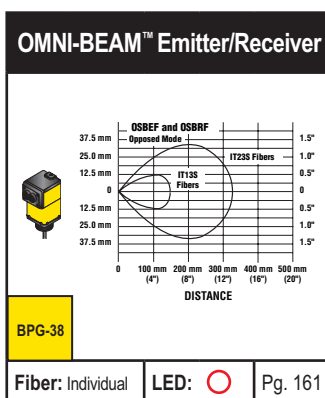 OMNI-BEAM™ Emitter/Receiver
OSBEF and OSBRF
Opposed Mode
37.5 mm
25.0 mm
12.5 mm
0
12.5 mm
25.0 mm
37.5 mm
IT23S Fibers
IT13S
Fibers
1.5"
1.0"
0.5"
0
0.5"
1.0"
1.5"
0 100 mm 200 mm 300 mm 400 mm 500 mm
(4") (8") (12") (16") (20")
DISTANCE
BPG-38
Fiber: Individual LED: Pg. 161